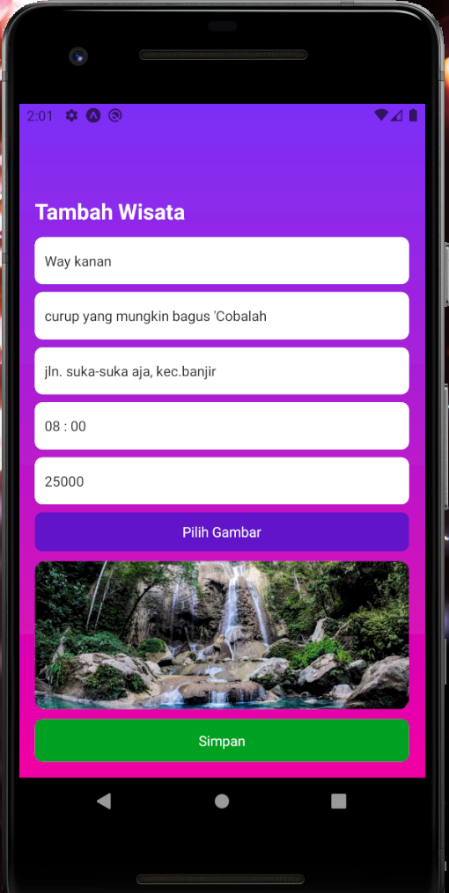 2:01
Tambah Wisata
Way kanan
curup yang mungkin bagus 'Cobalah
jln. suka-suka aja, kec.banjir
08 : 00
25000
Pilih Gambar
Simpan